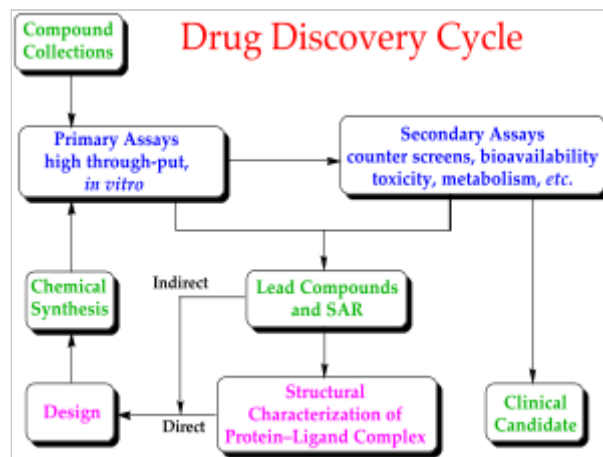 Compound
Collections
Drug Discovery Cycle
Primary Assays
high through-put,
in vitro
Secondary Assays
counter screens, bioavailability
toxicity, metabolism, etc.
Chemical
Synthesis
Indirect
Lead Compounds
and SAR
Design
Direct
Structural
Characterization of
Protein–Ligand Complex
Clinical
Candidate